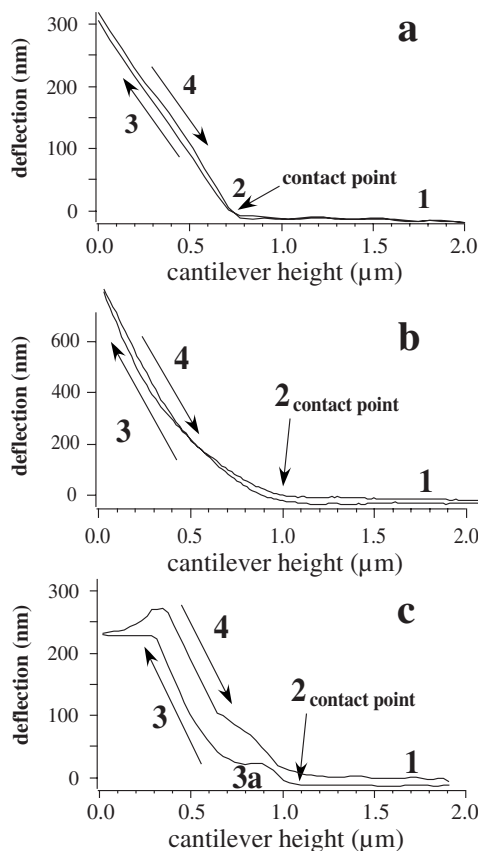 a
deflection (nm)
300
200
100
0
4
3
2
contact point
1
0.0 0.5 1.0 1.5 2.0
cantilever height (µm)
b
deflection (nm)
600
400
200
0
4
3
2 contact point
1
0.0 0.5 1.0 1.5 2.0
cantilever height (µm)
c
deflection (nm)
300
200
100
0
4
3
3a
2 contact point
1
0.0 0.5 1.0 1.5 2.0
cantilever height (µm)